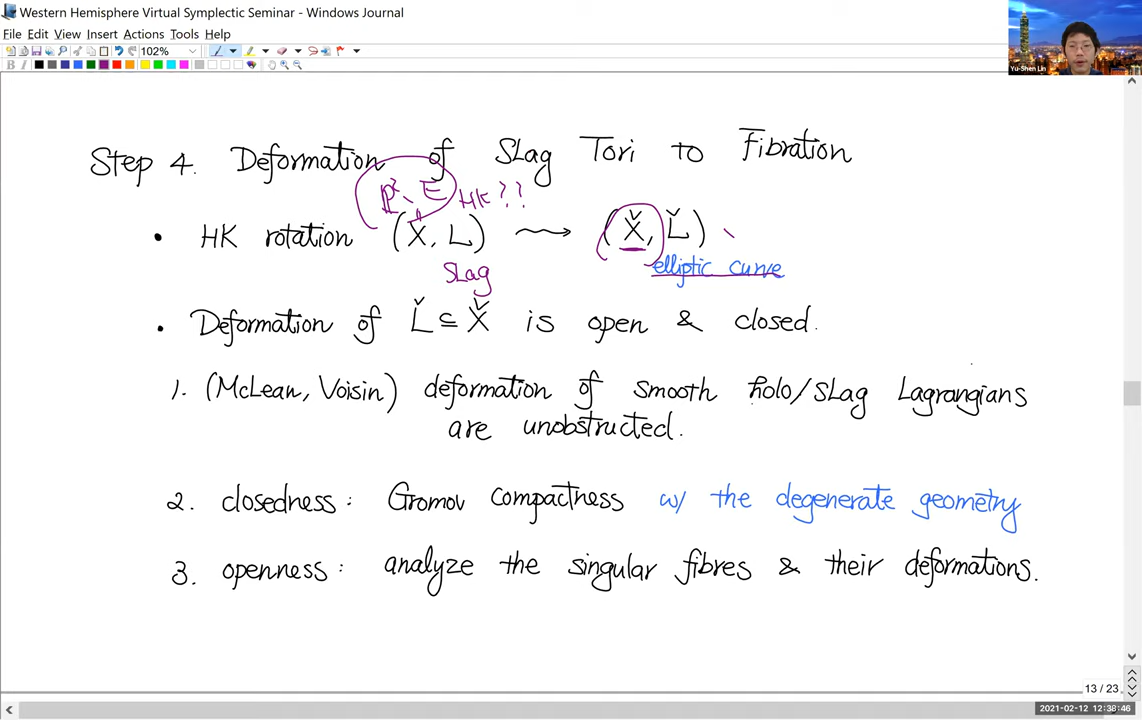 Western Hemisphere Virtual Symplectic Seminar - Windows Journal
File Edit View Insert Actions Tools Help
102%
B I
Yu-Shen Lin
Step 4. Deformation of SLag Tori to Fibration
P² \ E HK ??
• HK rotation (X, L) ⇝ (X̌, Ľ)
SLag
elliptic curve
• Deformation of Ľ ⊆ X̌ is open & closed.
1. (McLean, Voisin) deformation of smooth holo/SLag Lagrangians
are unobstructed.
2. closedness: Gromov compactness w/ the degenerate geometry
3. openness: analyze the singular fibres & their deformations.
13 / 23
2021-02-12 12:38:46